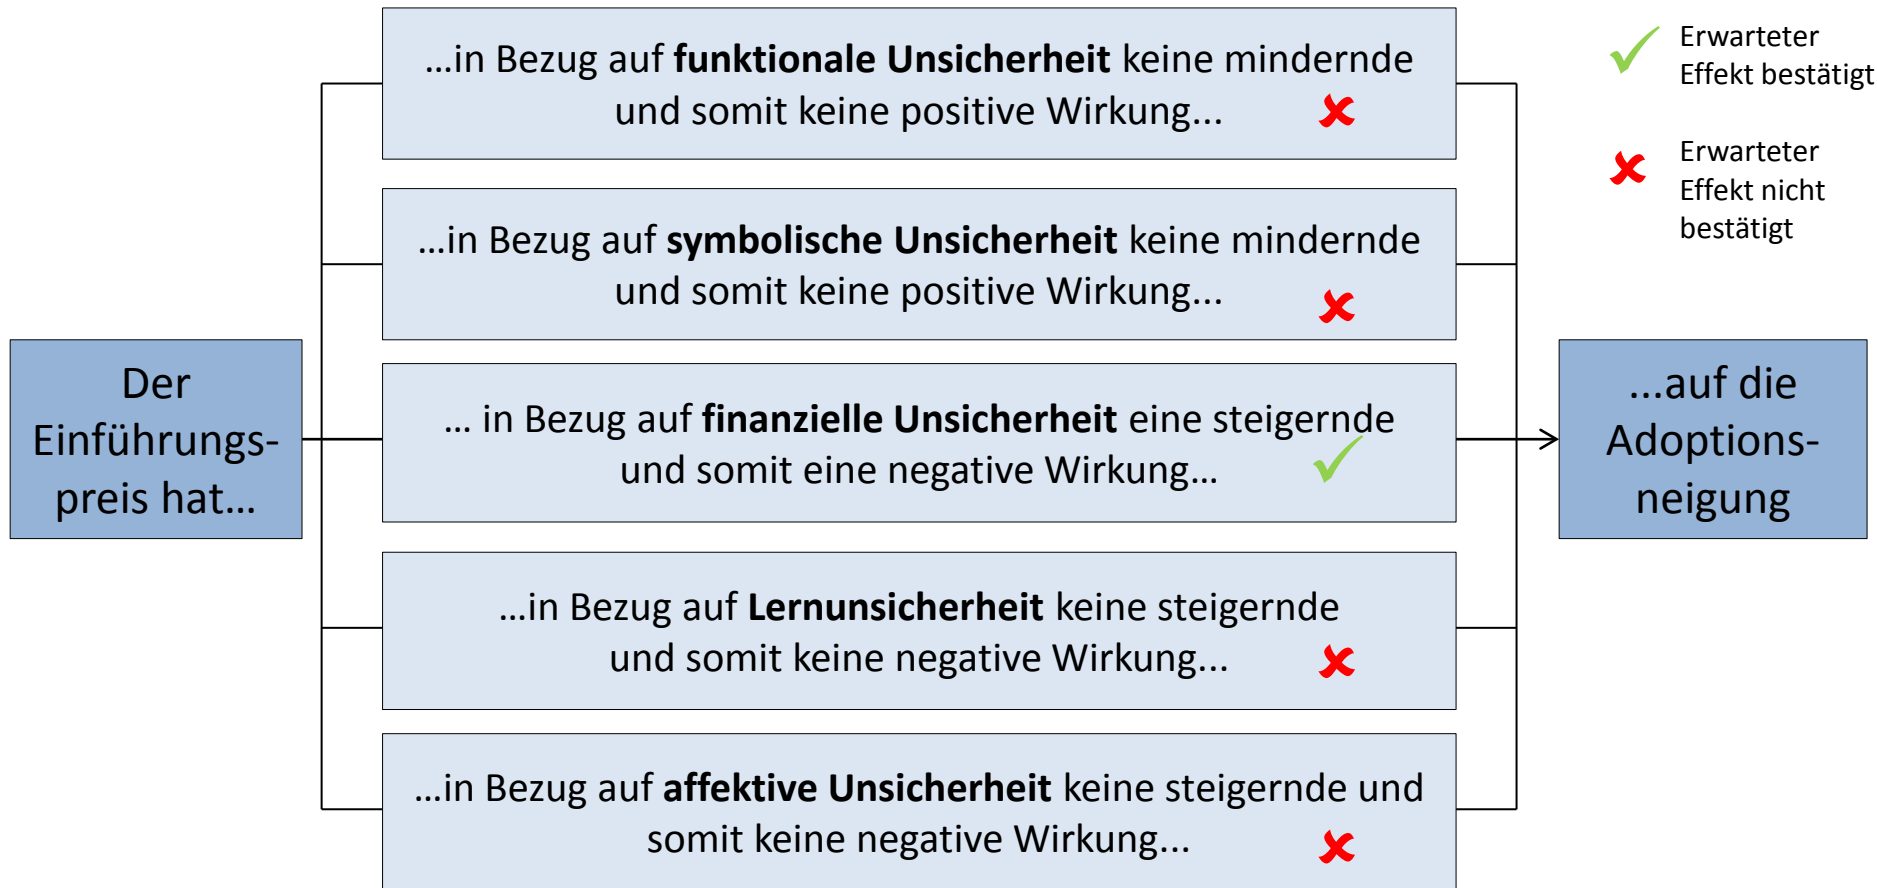 Der
Einführungs-
preis hat...
...in Bezug auf funktionale Unsicherheit keine mindernde
und somit keine positive Wirkung...
...in Bezug auf symbolische Unsicherheit keine mindernde
und somit keine positive Wirkung...
... in Bezug auf finanzielle Unsicherheit eine steigernde
und somit eine negative Wirkung...
...in Bezug auf Lernunsicherheit keine steigernde
und somit keine negative Wirkung...
...in Bezug auf affektive Unsicherheit keine steigernde und
somit keine negative Wirkung...
...auf die
Adoptions-
neigung
Erwarteter
Effekt bestätigt
Erwarteter
Effekt nicht
bestätigt